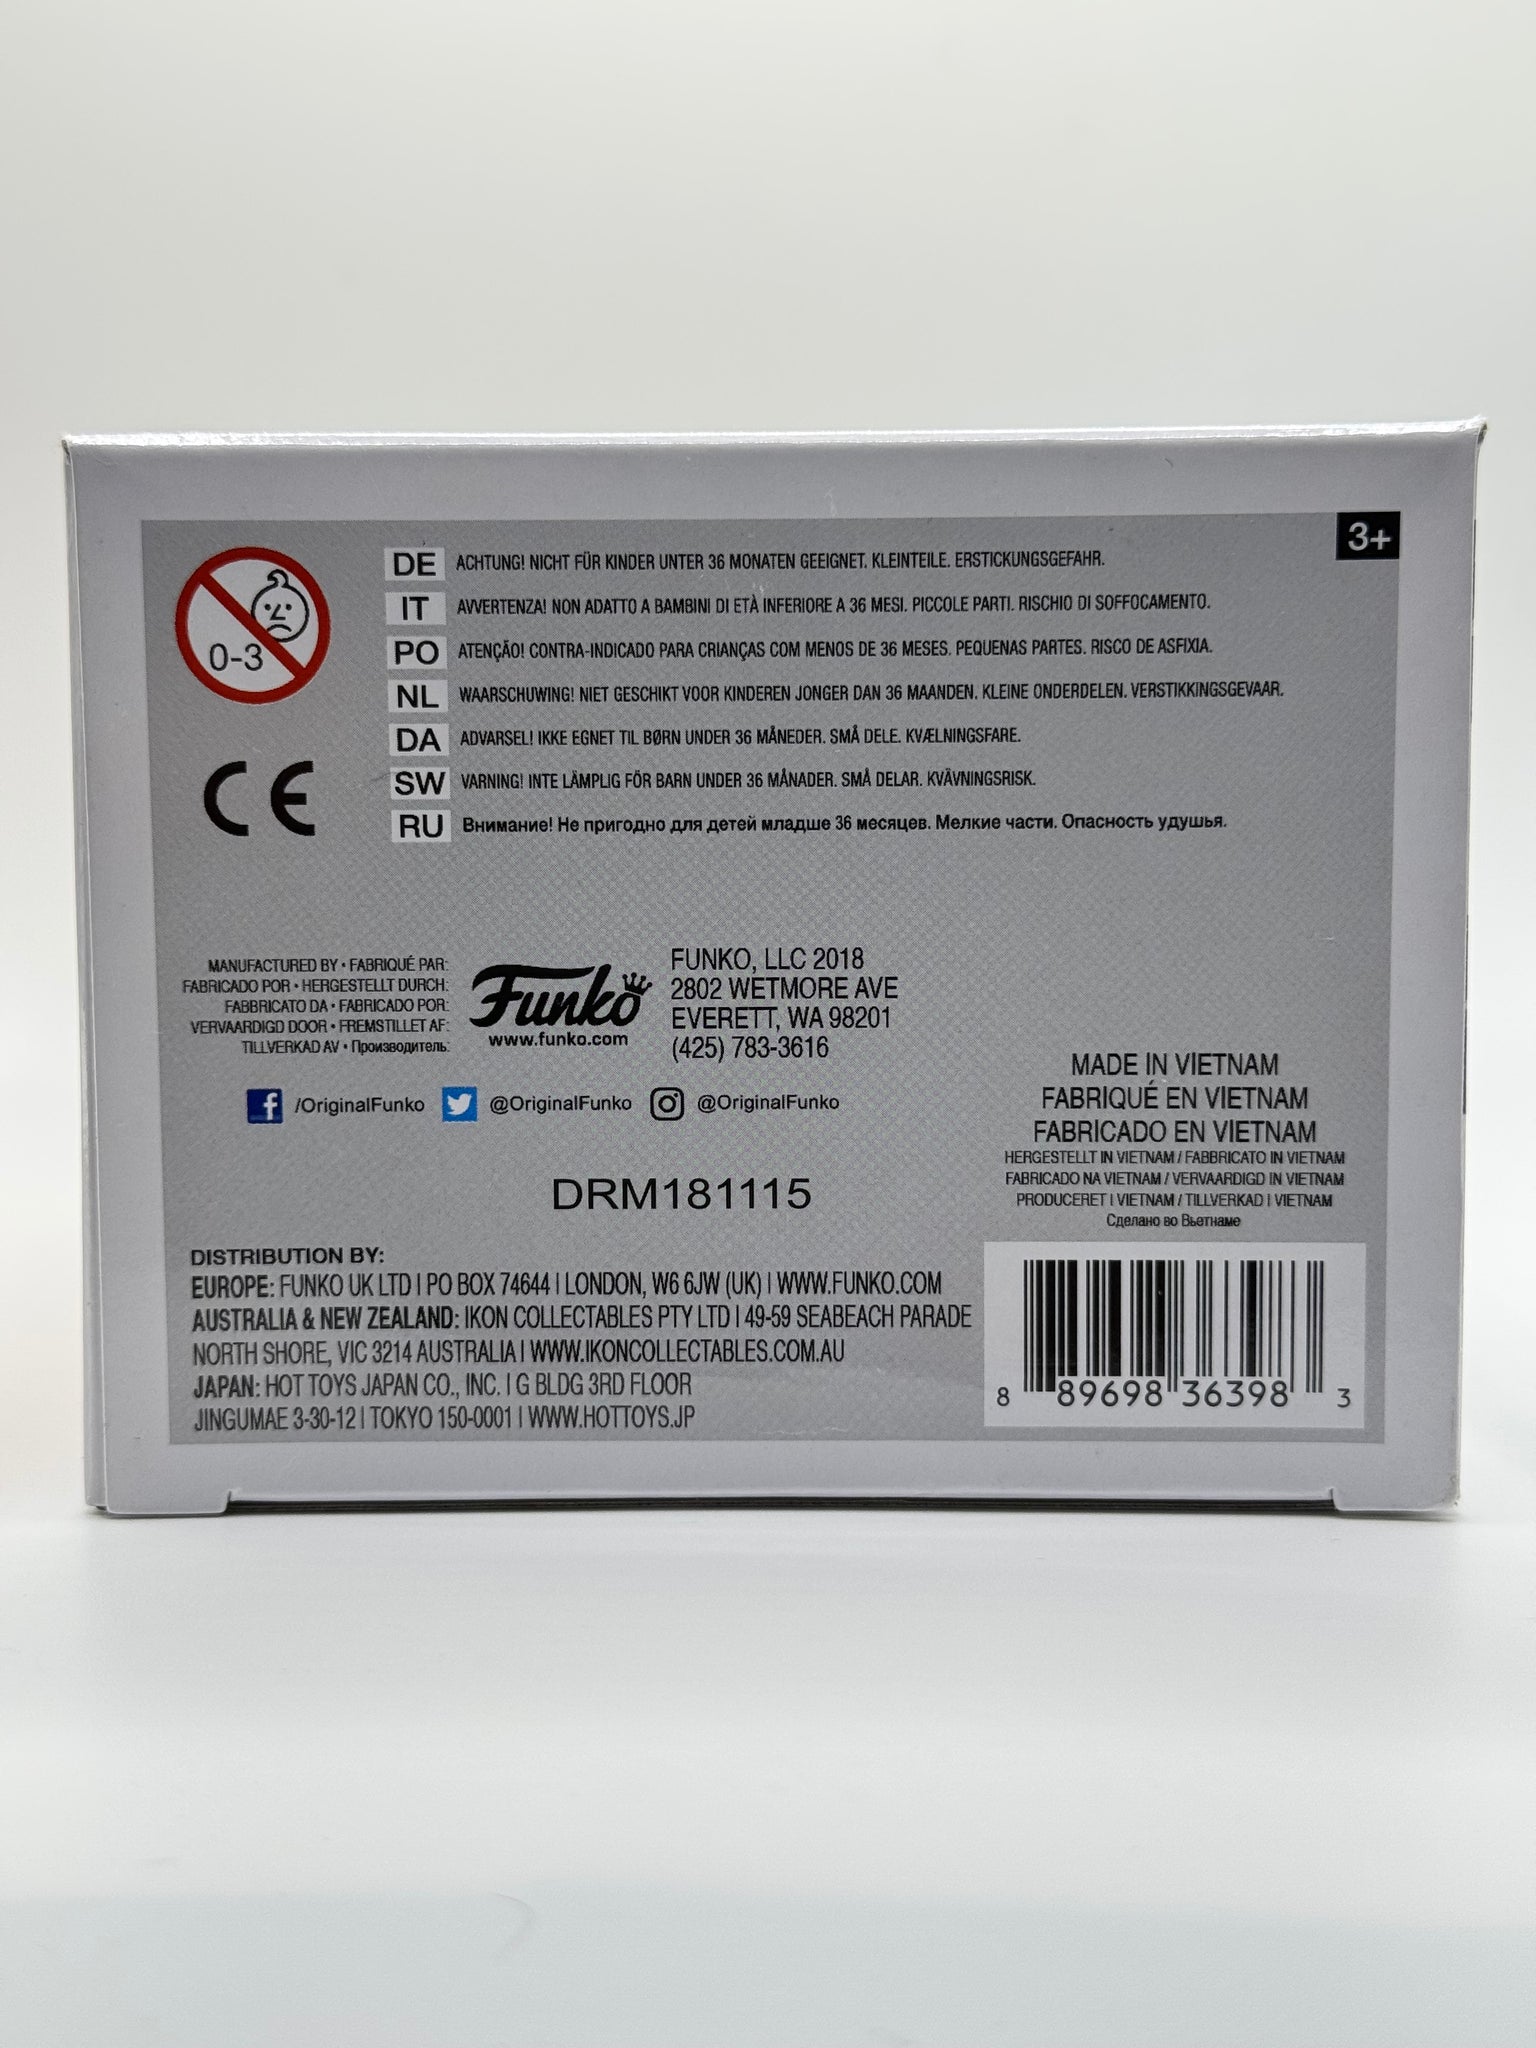 3+
0-3
DE ACHTUNG! NICHT FÜR KINDER UNTER 36 MONATEN GEEIGNET. KLEINTEILE. ERSTICKUNGSGEFAHR.
IT AVVERTENZA! NON ADATTO A BAMBINI DI ETÀ INFERIORE A 36 MESI. PICCOLE PARTI. RISCHIO DI SOFFOCAMENTO.
PO ATENÇÃO! CONTRA-INDICADO PARA CRIANÇAS COM MENOS DE 36 MESES. PEQUENAS PARTES. RISCO DE ASFIXIA.
NL WAARSCHUWING! NIET GESCHIKT VOOR KINDEREN JONGER DAN 36 MAANDEN. KLEINE ONDERDELEN. VERSTIKKINGSGEVAAR.
DA ADVARSEL! IKKE EGNET TIL BØRN UNDER 36 MÅNEDER. SMÅ DELE. KVÆLNINGSFARE.
SW VARNING! INTE LÄMPLIG FÖR BARN UNDER 36 MÅNADER. SMÅ DELAR. KVÄVNINGSRISK.
RU Внимание! Не пригодно для детей младше 36 месяцев. Мелкие части. Опасность удушья.
CE
MANUFACTURED BY • FABRIQUÉ PAR:
FABRICADO POR • HERGESTELLT DURCH:
FABBRICATO DA • FABRICADO POR:
VERVAARDIGD DOOR • FREMSTILLET AF:
TILLVERKAD AV • Производитель:
Funko
www.funko.com
FUNKO, LLC 2018
2802 WETMORE AVE
EVERETT, WA 98201
(425) 783-3616
/OriginalFunko @OriginalFunko @OriginalFunko
DRM181115
MADE IN VIETNAM
FABRIQUÉ EN VIETNAM
FABRICADO EN VIETNAM
HERGESTELLT IN VIETNAM / FABBRICATO IN VIETNAM
FABRICADO NA VIETNAM / VERVAARDIGD IN VIETNAM
PRODUCERET I VIETNAM / TILLVERKAD I VIETNAM
Сделано во Вьетнаме
DISTRIBUTION BY:
EUROPE: FUNKO UK LTD | PO BOX 74644 | LONDON, W6 6JW (UK) | WWW.FUNKO.COM
AUSTRALIA & NEW ZEALAND: IKON COLLECTABLES PTY LTD | 49-59 SEABEACH PARADE
NORTH SHORE, VIC 3214 AUSTRALIA | WWW.IKONCOLLECTABLES.COM.AU
JAPAN: HOT TOYS JAPAN CO., INC. | G BLDG 3RD FLOOR
JINGUMAE 3-30-12 | TOKYO 150-0001 | WWW.HOTTOYS.JP
8 89698 36398 3